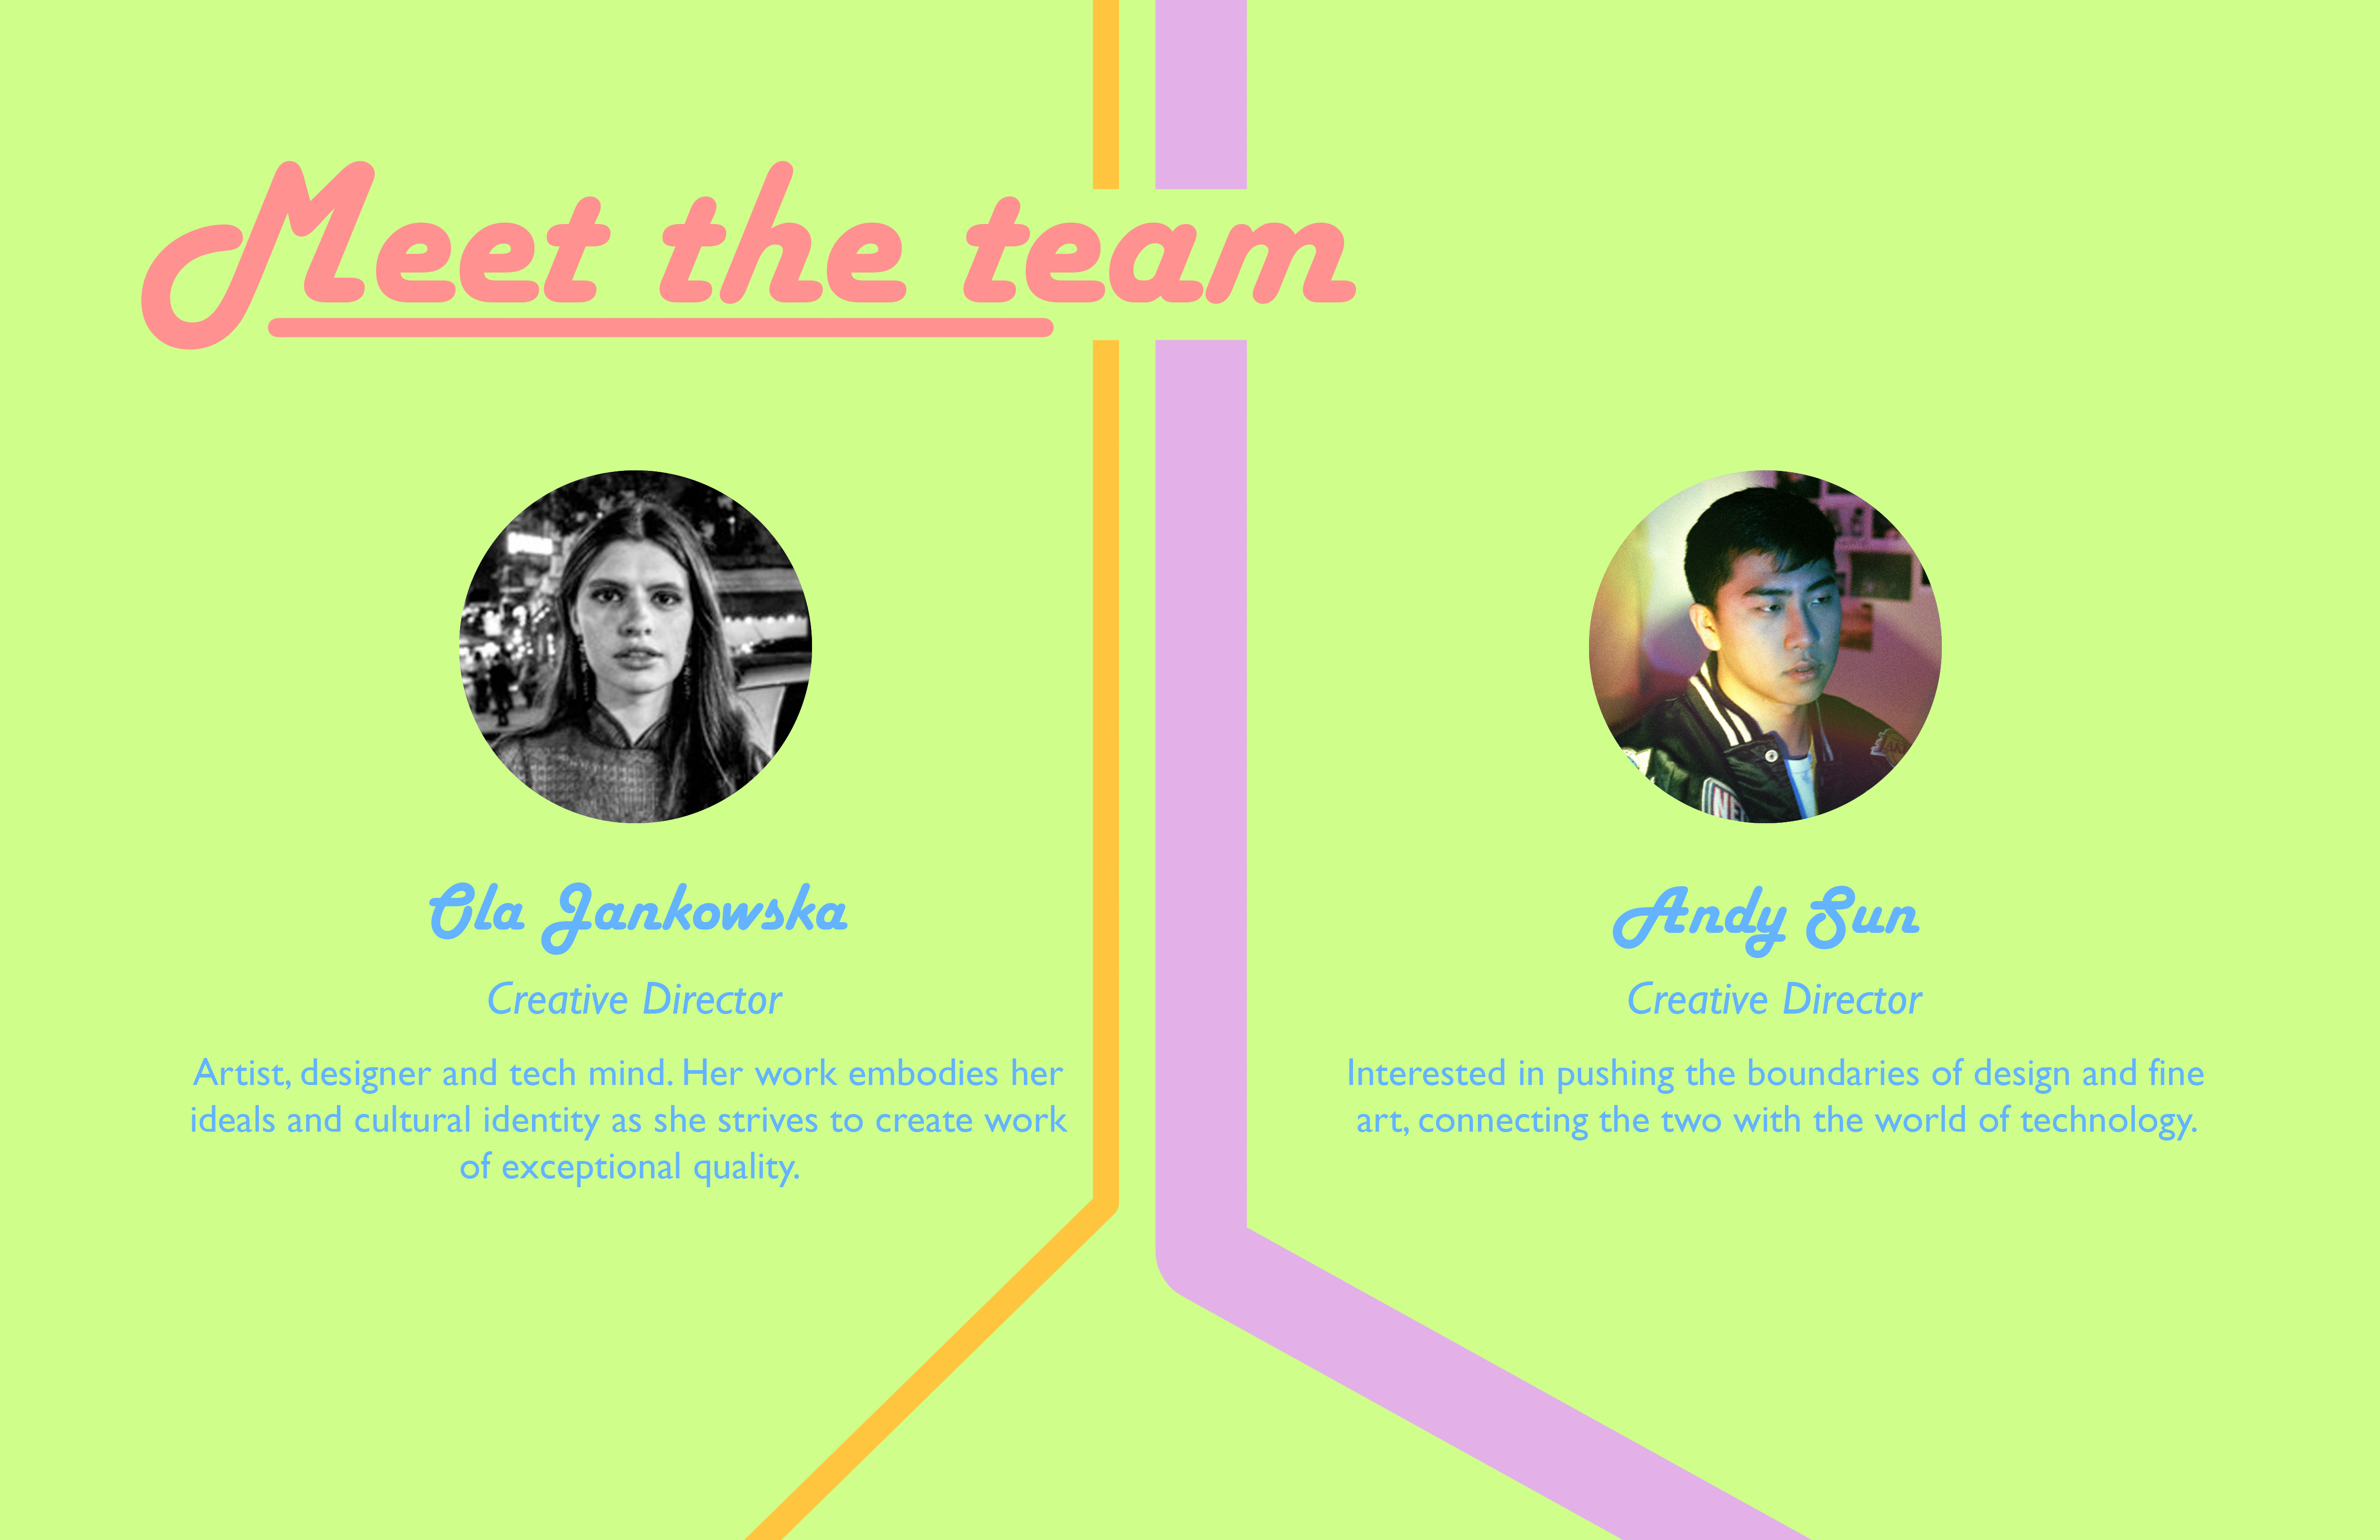 Meet the team
Ola Jankowska
Creative Director
Artist, designer and tech mind. Her work embodies her
ideals and cultural identity as she strives to create work
of exceptional quality.
Andy Sun
Creative Director
Interested in pushing the boundaries of design and fine
art, connecting the two with the world of technology.